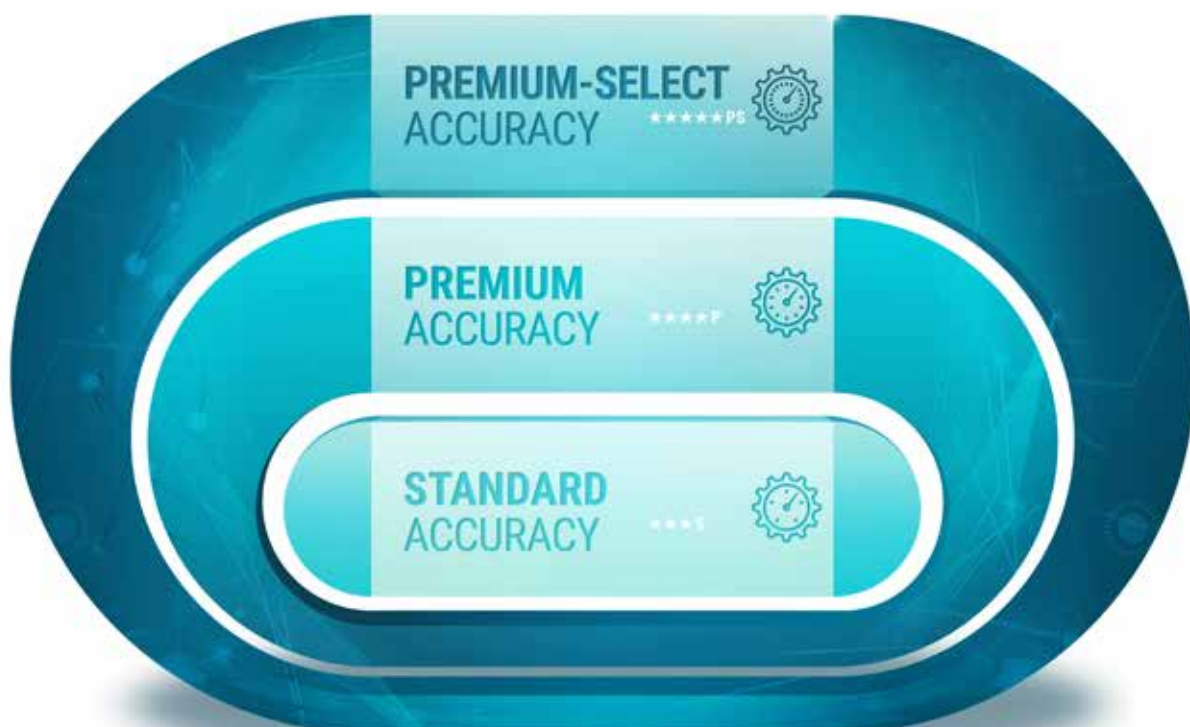 PREMIUM-SELECT
ACCURACY ★★★★★PS
PREMIUM
ACCURACY ★★★★P
STANDARD
ACCURACY ★★★S